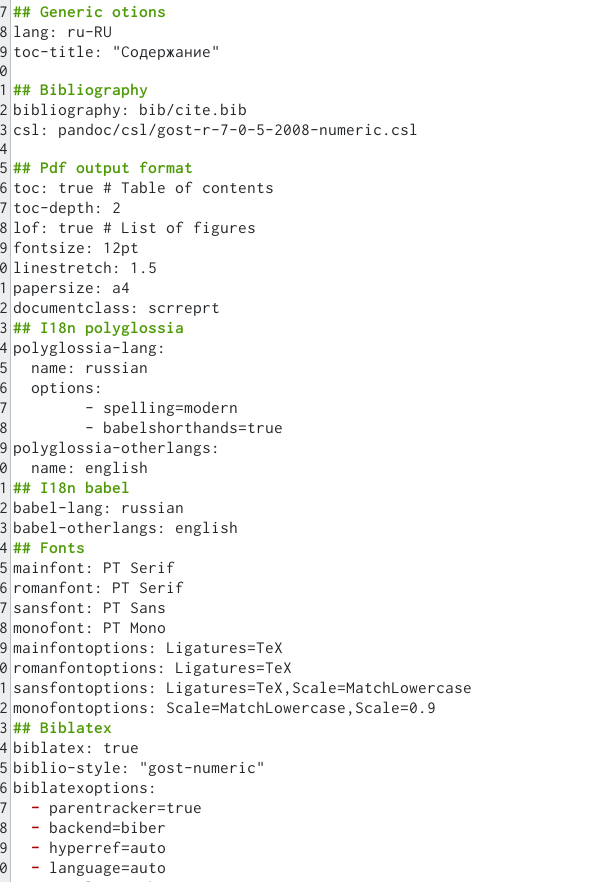 7 ## Generic otions
8 lang: ru-RU
9 toc-title: "Содержание"
0
1 ## Bibliography
2 bibliography: bib/cite.bib
3 csl: pandoc/csl/gost-r-7-0-5-2008-numeric.csl
4
5 ## Pdf output format
6 toc: true # Table of contents
7 toc-depth: 2
8 lof: true # List of figures
9 fontsize: 12pt
0 linestretch: 1.5
1 papersize: a4
2 documentclass: scrreprt
3 ## I18n polyglossia
4 polyglossia-lang:
5   name: russian
6   options:
7         - spelling=modern
8         - babelshorthands=true
9 polyglossia-otherlangs:
0   name: english
1 ## I18n babel
2 babel-lang: russian
3 babel-otherlangs: english
4 ## Fonts
5 mainfont: PT Serif
6 romanfont: PT Serif
7 sansfont: PT Sans
8 monofont: PT Mono
9 mainfontoptions: Ligatures=TeX
0 romanfontoptions: Ligatures=TeX
1 sansfontoptions: Ligatures=TeX,Scale=MatchLowercase
2 monofontoptions: Scale=MatchLowercase,Scale=0.9
3 ## Biblatex
4 biblatex: true
5 biblio-style: "gost-numeric"
6 biblatexoptions:
7   - parentracker=true
8   - backend=biber
9   - hyperref=auto
0   - language=auto